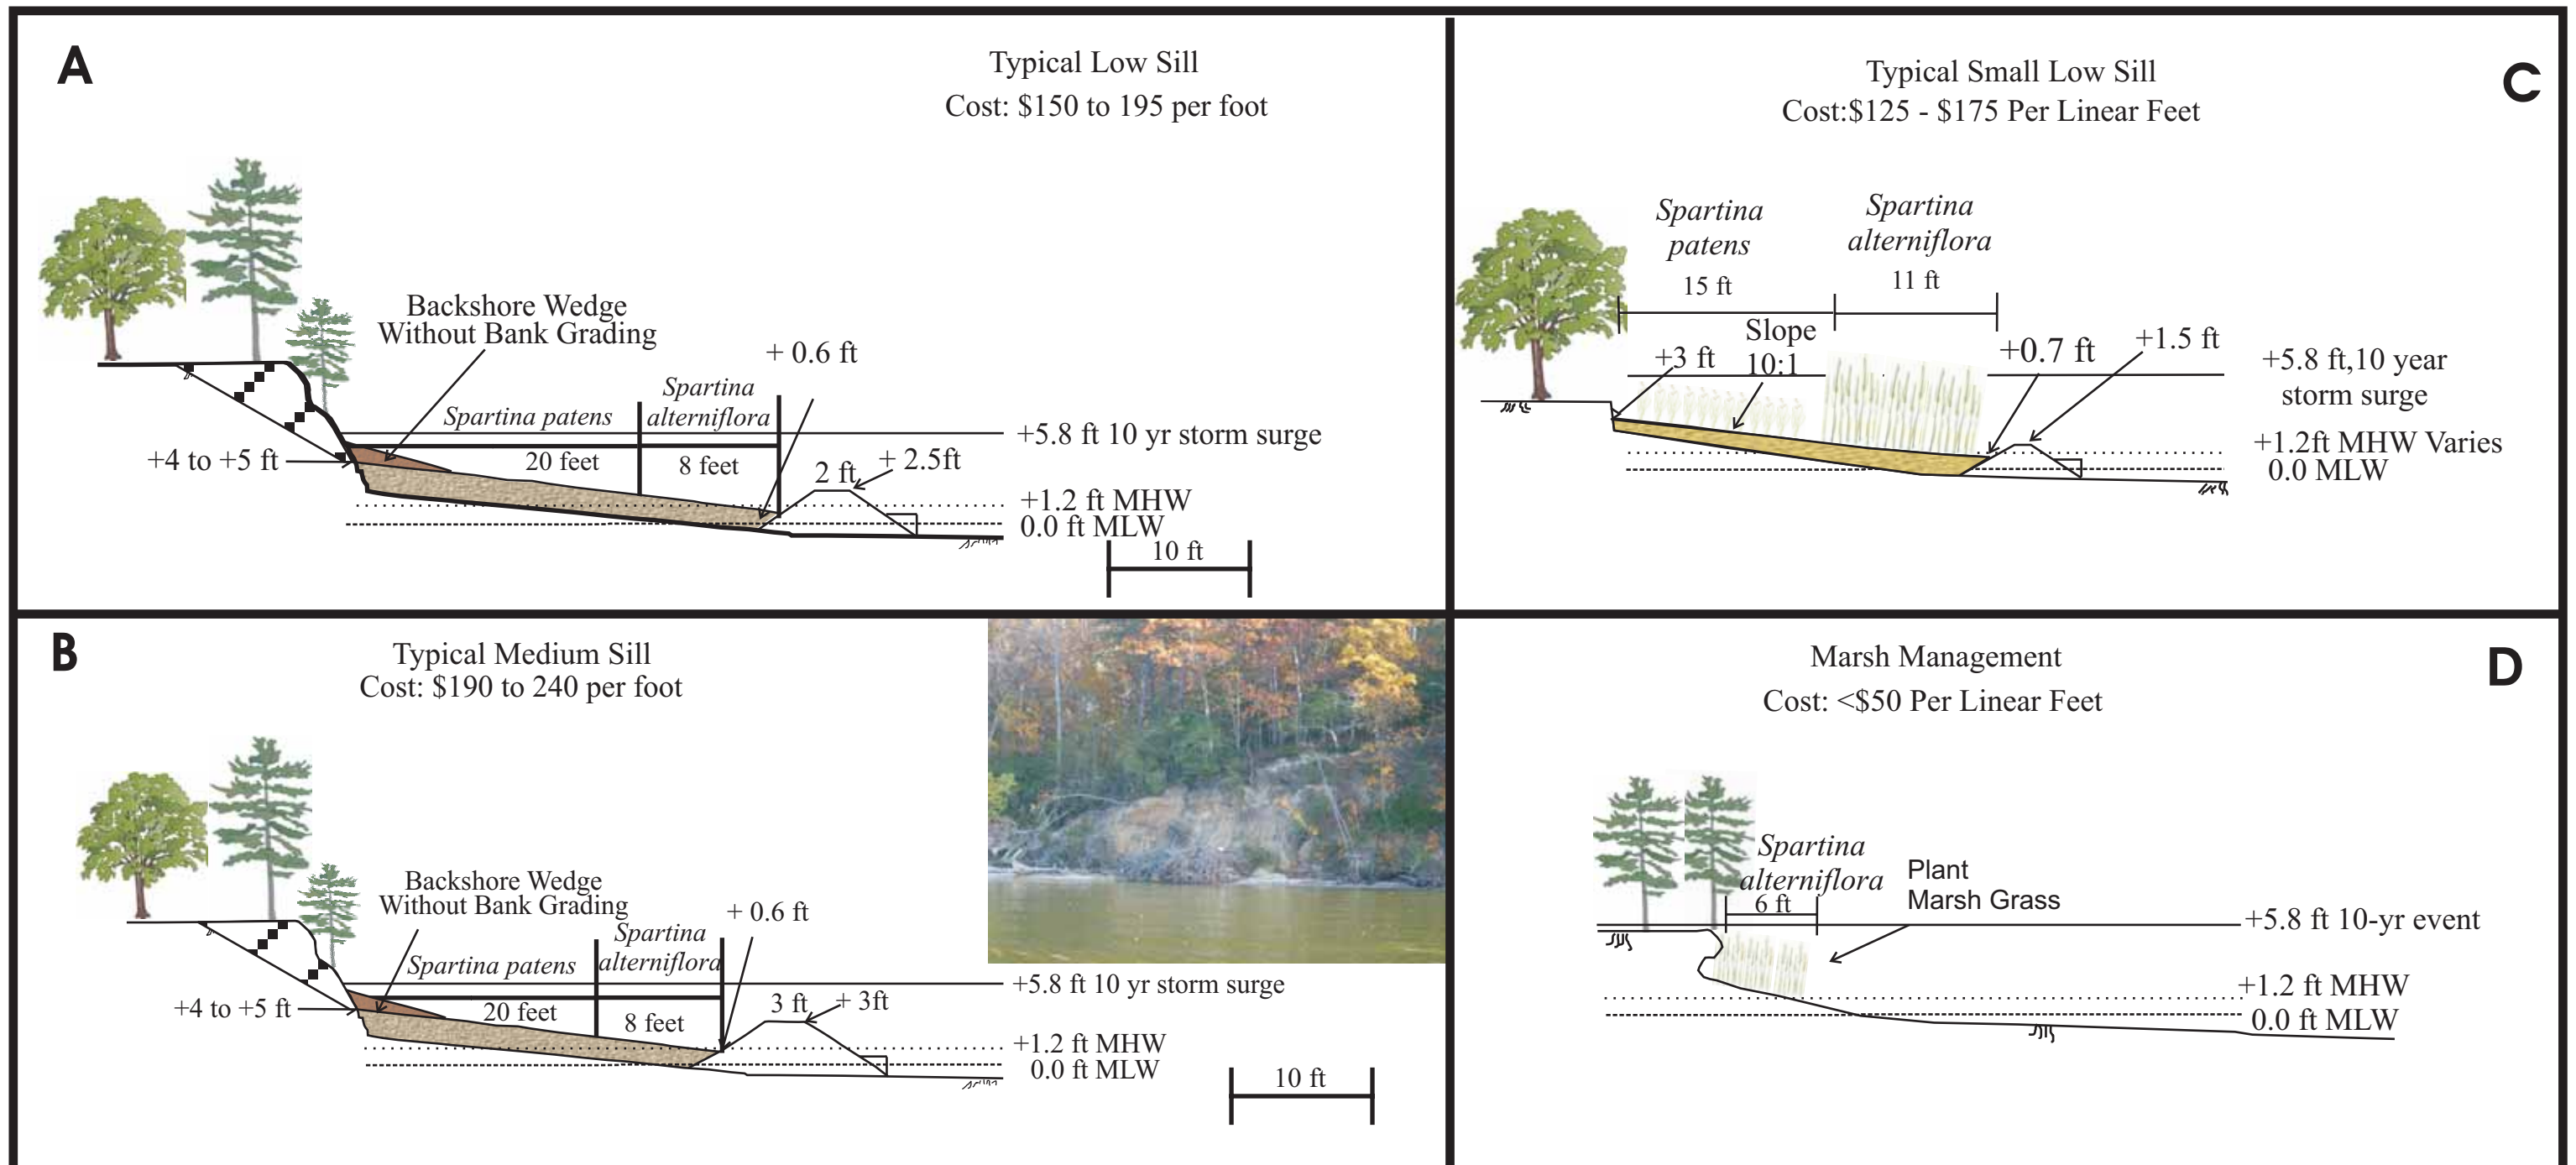 A
Typical Low Sill
Cost: $150 to 195 per foot
Backshore Wedge
Without Bank Grading
+ 0.6 ft
Spartina patens
Spartina
alterniflora
+5.8 ft 10 yr storm surge
+4 to +5 ft
20 feet
8 feet
2 ft
+ 2.5ft
+1.2 ft MHW
0.0 ft MLW
10 ft
C
Typical Small Low Sill
Cost:$125 - $175 Per Linear Feet
Spartina
patens
15 ft
Spartina
alterniflora
11 ft
+3 ft
Slope
10:1
+0.7 ft
+1.5 ft
+5.8 ft,10 year
storm surge
+1.2ft MHW Varies
0.0 MLW
B
Typical Medium Sill
Cost: $190 to 240 per foot
Backshore Wedge
Without Bank Grading
+ 0.6 ft
Spartina patens
Spartina
alterniflora
+5.8 ft 10 yr storm surge
+4 to +5 ft
20 feet
8 feet
3 ft
+ 3ft
+1.2 ft MHW
0.0 ft MLW
10 ft
D
Marsh Management
Cost: <$50 Per Linear Feet
Spartina
alterniflora
6 ft
Plant
Marsh Grass
+5.8 ft 10-yr event
+1.2 ft MHW
0.0 ft MLW